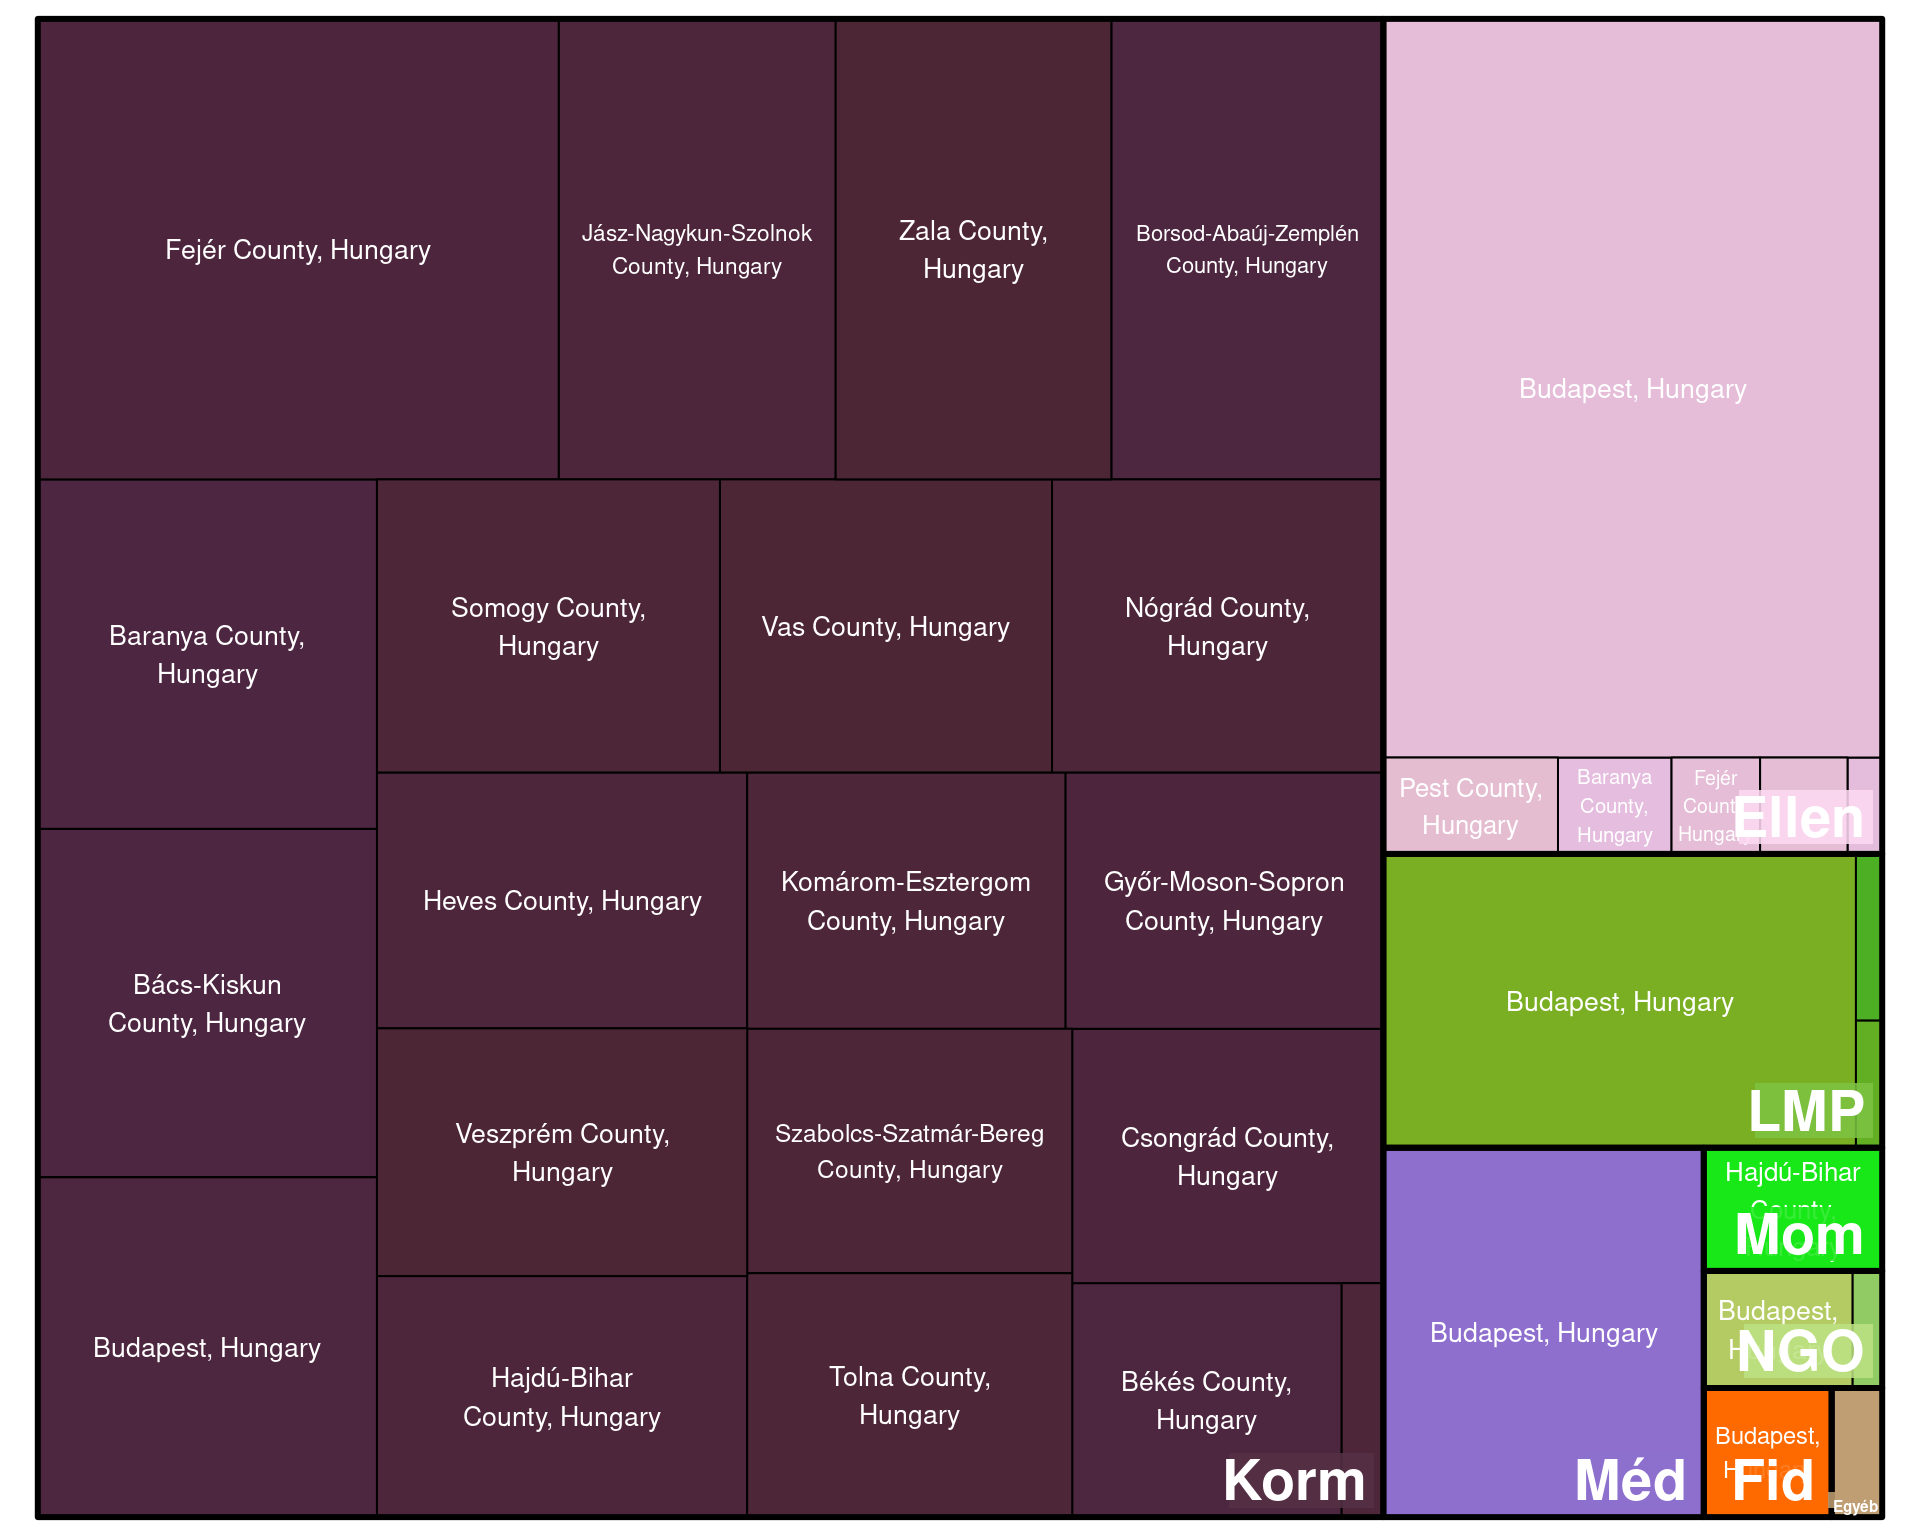 Fejér County, Hungary
Jász-Nagykun-Szolnok
County, Hungary
Zala County,
Hungary
Borsod-Abaúj-Zemplén
County, Hungary
Baranya County,
Hungary
Somogy County,
Hungary
Vas County, Hungary
Nógrád County,
Hungary
Bács-Kiskun
County, Hungary
Heves County, Hungary
Komárom-Esztergom
County, Hungary
Győr-Moson-Sopron
County, Hungary
Veszprém County,
Hungary
Szabolcs-Szatmár-Bereg
County, Hungary
Csongrád County,
Hungary
Budapest, Hungary
Hajdú-Bihar
County, Hungary
Tolna County,
Hungary
Békés County,
Hungary
Korm
Budapest, Hungary
Pest County,
Hungary
Baranya
County,
Hungary
Fejér
Ellen
Budapest, Hungary
LMP
Budapest, Hungary
Méd
Hajdú-Bihar
County,
Mom
Budapest,
NGO
Budapest,
Fid
Egyéb